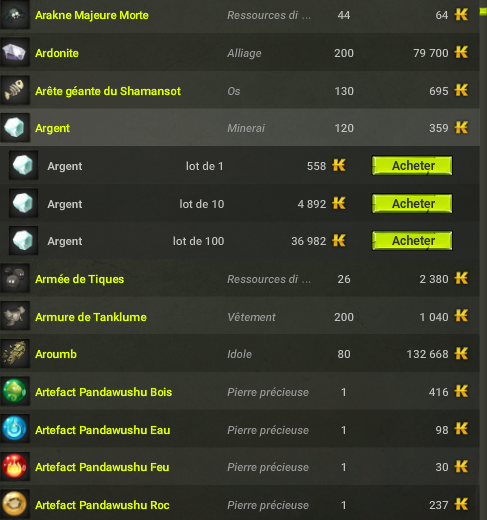 Arakne Majeure Morte Ressources di ... 44 64
Ardonite Alliage 200 79 700
Arête géante du Shamansot Os 130 695
Argent Minerai 120 359
Argent lot de 1 558 Acheter
Argent lot de 10 4 892 Acheter
Argent lot de 100 36 982 Acheter
Armée de Tiques Ressources di ... 26 2 380
Armure de Tanklume Vêtement 200 1 040
Aroumb Idole 80 132 668
Artefact Pandawushu Bois Pierre précieuse 1 416
Artefact Pandawushu Eau Pierre précieuse 1 98
Artefact Pandawushu Feu Pierre précieuse 1 30
Artefact Pandawushu Roc Pierre précieuse 1 237